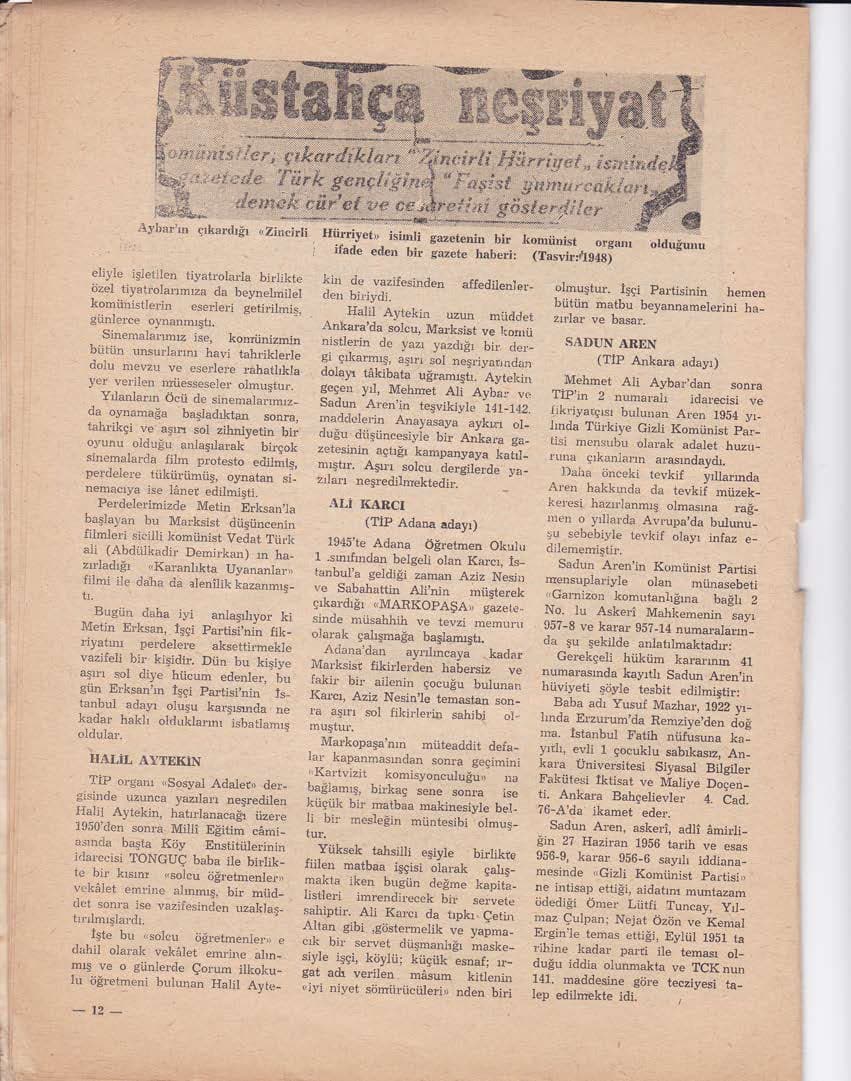 Küstahça neşriyat
omünistler, çıkardıkları "Zincirli Hürriyet„ ismindek
gazetede Türk gençliğine "Faşist yumurcakları„
demek cür'et ve cesaretini gösterdiler
Aybar'ın çıkardığı «Zincirli Hürriyet» isimli gazetenin bir komünist organı olduğunu
ifade eden bir gazete haberi: (Tasvir: 1948)
eliyle işletilen tiyatrolarla birlikte
özel tiyatrolarımıza da beynelmilel
komünistlerin eserleri getirilmiş,
günlerce oynanmıştı.
Sinemalarımız ise, komünizmin
bütün unsurlarını havi tahriklerle
dolu mevzu ve eserlere rahatlıkla
yer verilen müesseseler olmuştur.
Yılanların Öcü de sinemalarımız-
da oynamağa başladıktan sonra,
tahrikçi ve aşırı sol zihniyetin bir
oyunu olduğu anlaşılarak birçok
sinemalarda film protesto edilmiş,
perdelere tükürümüş, oynatan si-
nemacıya ise lânet edilmişti.
Perdelerimizde Metin Erksan'la
başlayan bu Marksist düşüncenin
filmleri sicilli komünist Vedat Türk
ali (Abdülkadir Demirkan) ın ha-
zırladığı «Karanlıkta Uyananlar»
filmi ile daha da alenîlik kazanmış-
tı.
Bugün daha iyi anlaşılıyor ki
Metin Erksan, İşçi Partisi'nin fik-
riyatını perdelere aksettirmekle
vazifeli bir kişidir. Dün bu kişiye
aşırı sol diye hücum edenler, bu
gün Erksan'ın İşçi Partisi'nin İs-
tanbul adayı oluşu karşısında ne
kadar haklı olduklarını isbatlamış
oldular.
HALİL AYTEKİN
TİP organı «Sosyal Adalet» der-
gisinde uzunca yazıları neşredilen
Halil Aytekin, hatırlanacağı üzere
1950'den sonra Millî Eğitim câmi-
asında başta Köy Enstitülerinin
idarecisi TONGUÇ baba ile birlik-
te bir kısım «solcu öğretmenler»
vekâlet emrine alınmış, bir müd-
det sonra ise vazifesinden uzaklaş-
tırılmışlardı.
İşte bu «solcu öğretmenler» e
dahil olarak vekâlet emrine alın-
mış ve o günlerde Çorum ilkoku-
lu öğretmeni bulunan Halil Ayte-
kin de vazifesinden affedilenler-
den biriydi.
Halil Aytekin uzun müddet
Ankara'da solcu, Marksist ve komü
nistlerin de yazı yazdığı bir der-
gi çıkarmış, aşırı sol neşriyatından
dolayı tâkibata uğramıştı. Aytekin
geçen yıl, Mehmet Ali Aybar ve
Sadun Aren'in teşvikiyle 141-142.
maddelerin Anayasaya aykırı ol-
duğu düşüncesiyle bir Ankara ga-
zetesinin açtığı kampanyaya katıl-
mıştır. Aşırı solcu dergilerde ya-
zıları neşredilmektedir.
ALİ KARCI
(TİP Adana adayı)
1945'te Adana Öğretmen Okulu
1 .sınıfından belgeli olan Karcı, İs-
tanbul'a geldiği zaman Aziz Nesin
ve Sabahattin Ali'nin müşterek
çıkardığı «MARKOPAŞA» gazete-
sinde müsahhih ve tevzi memuru
olarak çalışmağa başlamıştı.
Adana'dan ayrılıncaya kadar
Marksist fikirlerden habersiz ve
fakir bir ailenin çocuğu bulunan
Karcı, Aziz Nesin'le temastan son-
ra aşırı sol fikirlerin sahibi ol-
muştur.
Markopaşa'nın müteaddit defa-
lar kapanmasından sonra geçimini
«Kartvizit komisyonculuğu» na
bağlamış, birkaç sene sonra ise
küçük bir matbaa makinesiyle bel-
li bir mesleğin müntesibi olmuş-
tur.
Yüksek tahsilli eşiyle birlikte
fiilen matbaa işçisi olarak çalış-
makta iken bugün değme kapita-
listleri imrendirecek bir servete
sahiptir. Ali Karcı da tıpkı Çetin
Altan gibi ,göstermelik ve yapma-
cık bir servet düşmanlığı maske-
siyle işçi, köylü; küçük esnaf; ır-
gat adı verilen mâsum kitlenin
«iyi niyet sömürücüleri» nden biri
olmuştur. İşçi Partisinin hemen
bütün matbu beyannamelerini ha-
zırlar ve basar.
SADUN AREN
(TİP Ankara adayı)
Mehmet Ali Aybar'dan sonra
TİP'in 2 numaralı idarecisi ve
fikriyatçısı bulunan Aren 1954 yı-
lında Türkiye Gizli Komünist Par-
tisi mensubu olarak adalet huzu-
runa çıkanların arasındaydı.
Daha önceki tevkif yıllarında
Aren hakkında da tevkif müzek-
keresi hazırlanmış olmasına rağ-
men o yıllarda Avrupa'da bulunu-
şu sebebiyle tevkif olayı infaz e-
dilememiştir.
Sadun Aren'in Komünist Partisi
mensuplariyle olan münasebeti
«Garnizon komutanlığına bağlı 2
No. lu Askerî Mahkemenin sayı
957-8 ve karar 957-14 numaraların-
da şu şekilde anlatılmaktadır:
Gerekçeli hüküm kararının 41
numarasında kayıtlı Sadun Aren'in
hüviyeti şöyle tesbit edilmiştir:
Baba adı Yusuf Mazhar, 1922 yı-
lında Erzurum'da Remziye'den doğ
ma. İstanbul Fatih nüfusuna ka-
yıtlı, evli 1 çocuklu sabıkasız, An-
kara Üniversitesi Siyasal Bilgiler
Fakültesi İktisat ve Maliye Doçen-
ti. Ankara Bahçelievler 4. Cad.
76-A'da ikamet eder.
Sadun Aren, askerî, adlî âmirli-
ğin 27 Haziran 1956 tarih ve esas
956-9, karar 956-6 sayılı iddiana-
mesinde «Gizli Komünist Partisi»
ne intisap ettiği, aidatını muntazam
ödediği Ömer Lütfi Tuncay, Yıl-
maz Çulpan; Nejat Özön ve Kemal
Ergin'le temas ettiği, Eylül 1951 ta
rihine kadar parti ile teması ol-
duğu iddia olunmakta ve TCK nun
141. maddesine göre tecziyesi ta-
lep edilmekte idi.
— 12 —